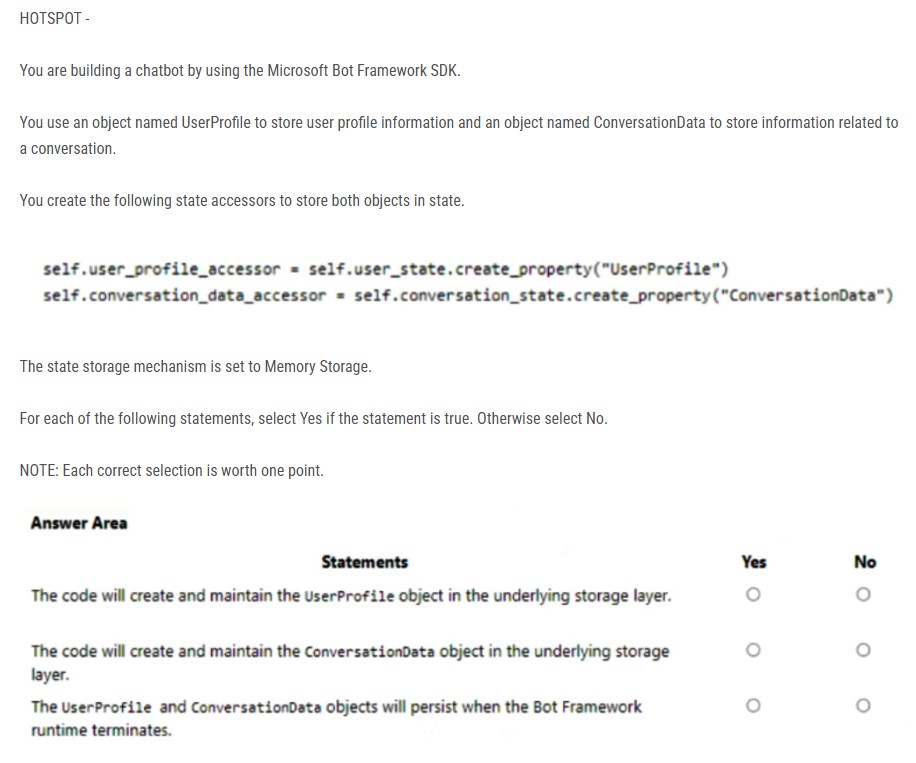 HOTSPOT -
You are building a chatbot by using the Microsoft Bot Framework SDK.
You use an object named UserProfile to store user profile information and an object named ConversationData to store information related to
a conversation.
You create the following state accessors to store both objects in state.
self.user_profile_accessor = self.user_state.create_property("UserProfile")
self.conversation_data_accessor = self.conversation_state.create_property("ConversationData")
The state storage mechanism is set to Memory Storage.
For each of the following statements, select Yes if the statement is true. Otherwise select No.
NOTE: Each correct selection is worth one point.
Answer Area
Statements Yes No
The code will create and maintain the UserProfile object in the underlying storage layer.
The code will create and maintain the ConversationData object in the underlying storage
layer.
The UserProfile and ConversationData objects will persist when the Bot Framework
runtime terminates.